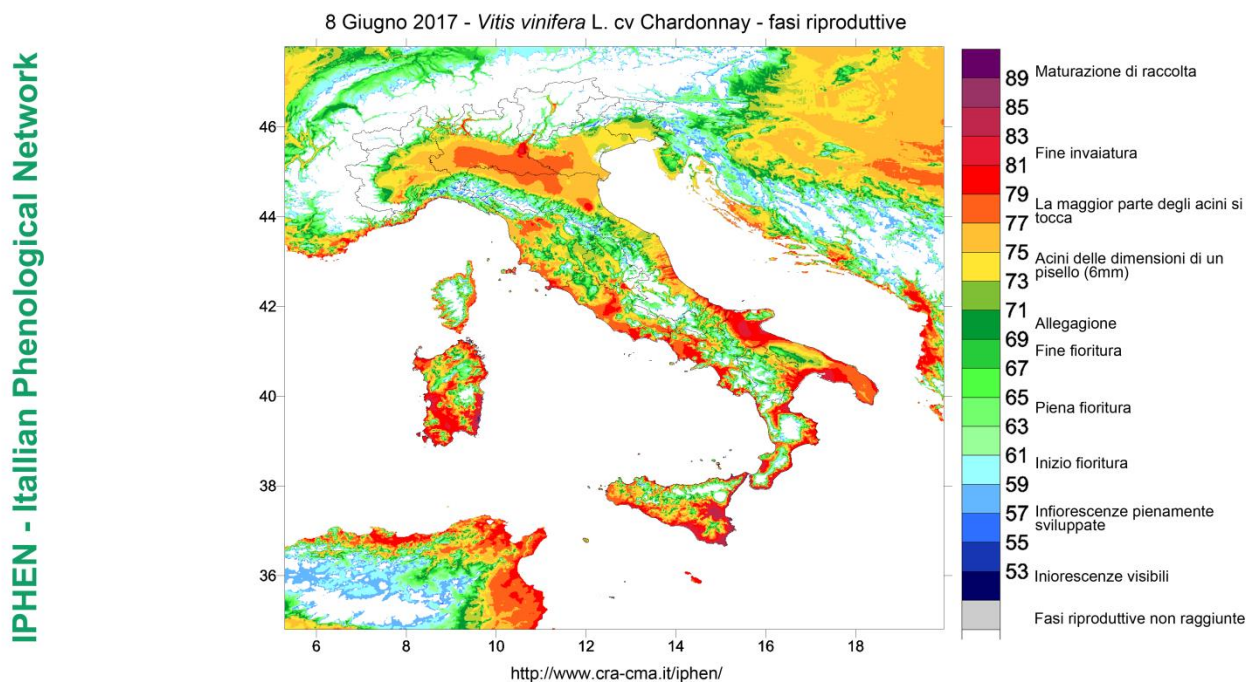 8 Giugno 2017 - Vitis vinifera L. cv Chardonnay - fasi riproduttive
IPHEN - Itallian Phenological Network
46
44
42
40
38
36
6
8
10
12
14
16
18
http://www.cra-cma.it/iphen/
89
85
83
81
79
77
75
73
71
69
67
65
63
61
59
57
55
53
Maturazione di raccolta
Fine invaiatura
La maggior parte degli acini si
tocca
Acini delle dimensioni di un
pisello (6mm)
Allegagione
Fine fioritura
Piena fioritura
Inizio fioritura
Infiorescenze pienamente
sviluppate
Iniorescenze visibili
Fasi riproduttive non raggiunte